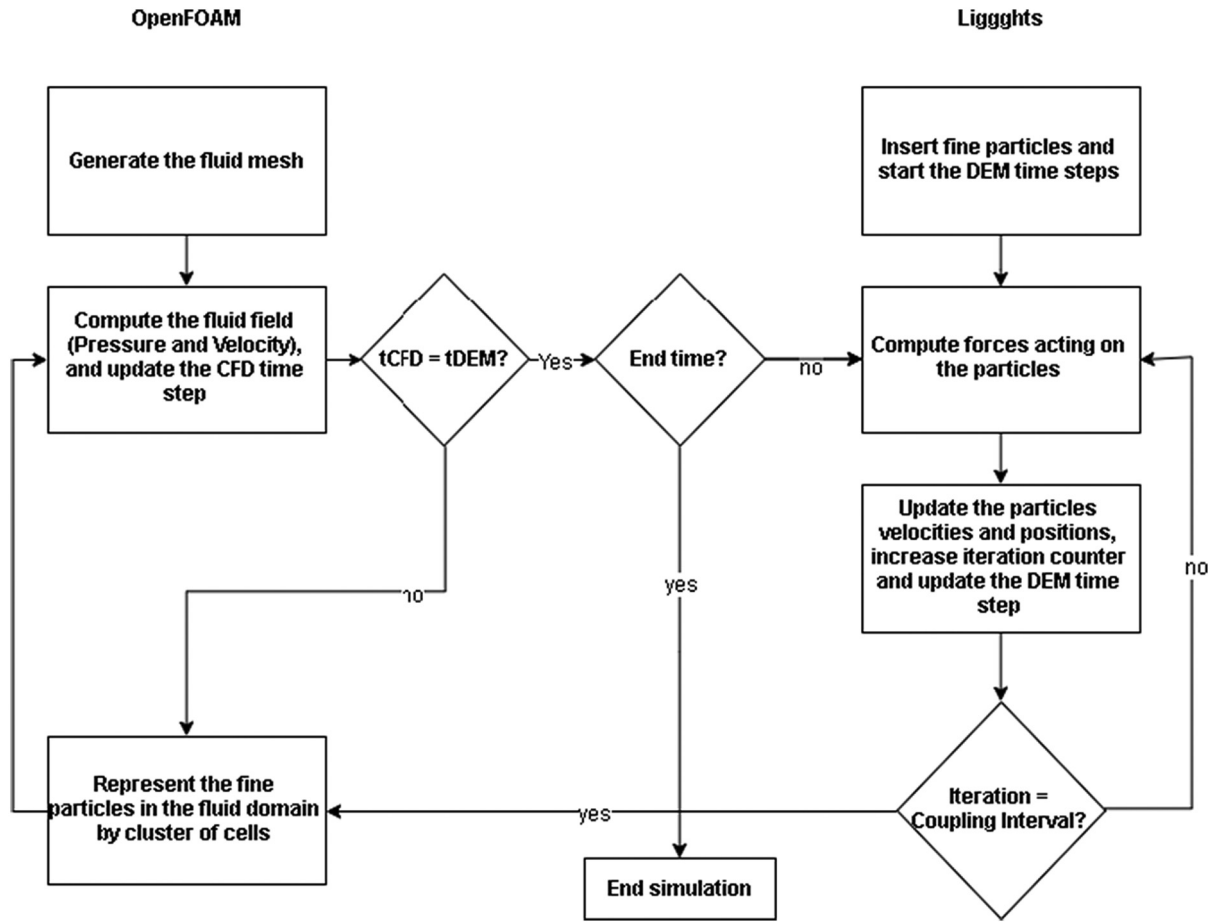 OpenFOAM
Liggghts
Generate the fluid mesh
Insert fine particles and
start the DEM time steps
Compute the fluid field
(Pressure and Velocity),
and update the CFD time
step
tCFD = tDEM?
Yes
End time?
no
Compute forces acting on
the particles
Update the particles
velocities and positions,
increase iteration counter
and update the DEM time
step
no
no
yes
Represent the fine
particles in the fluid domain
by cluster of cells
yes
Iteration =
Coupling Interval?
End simulation